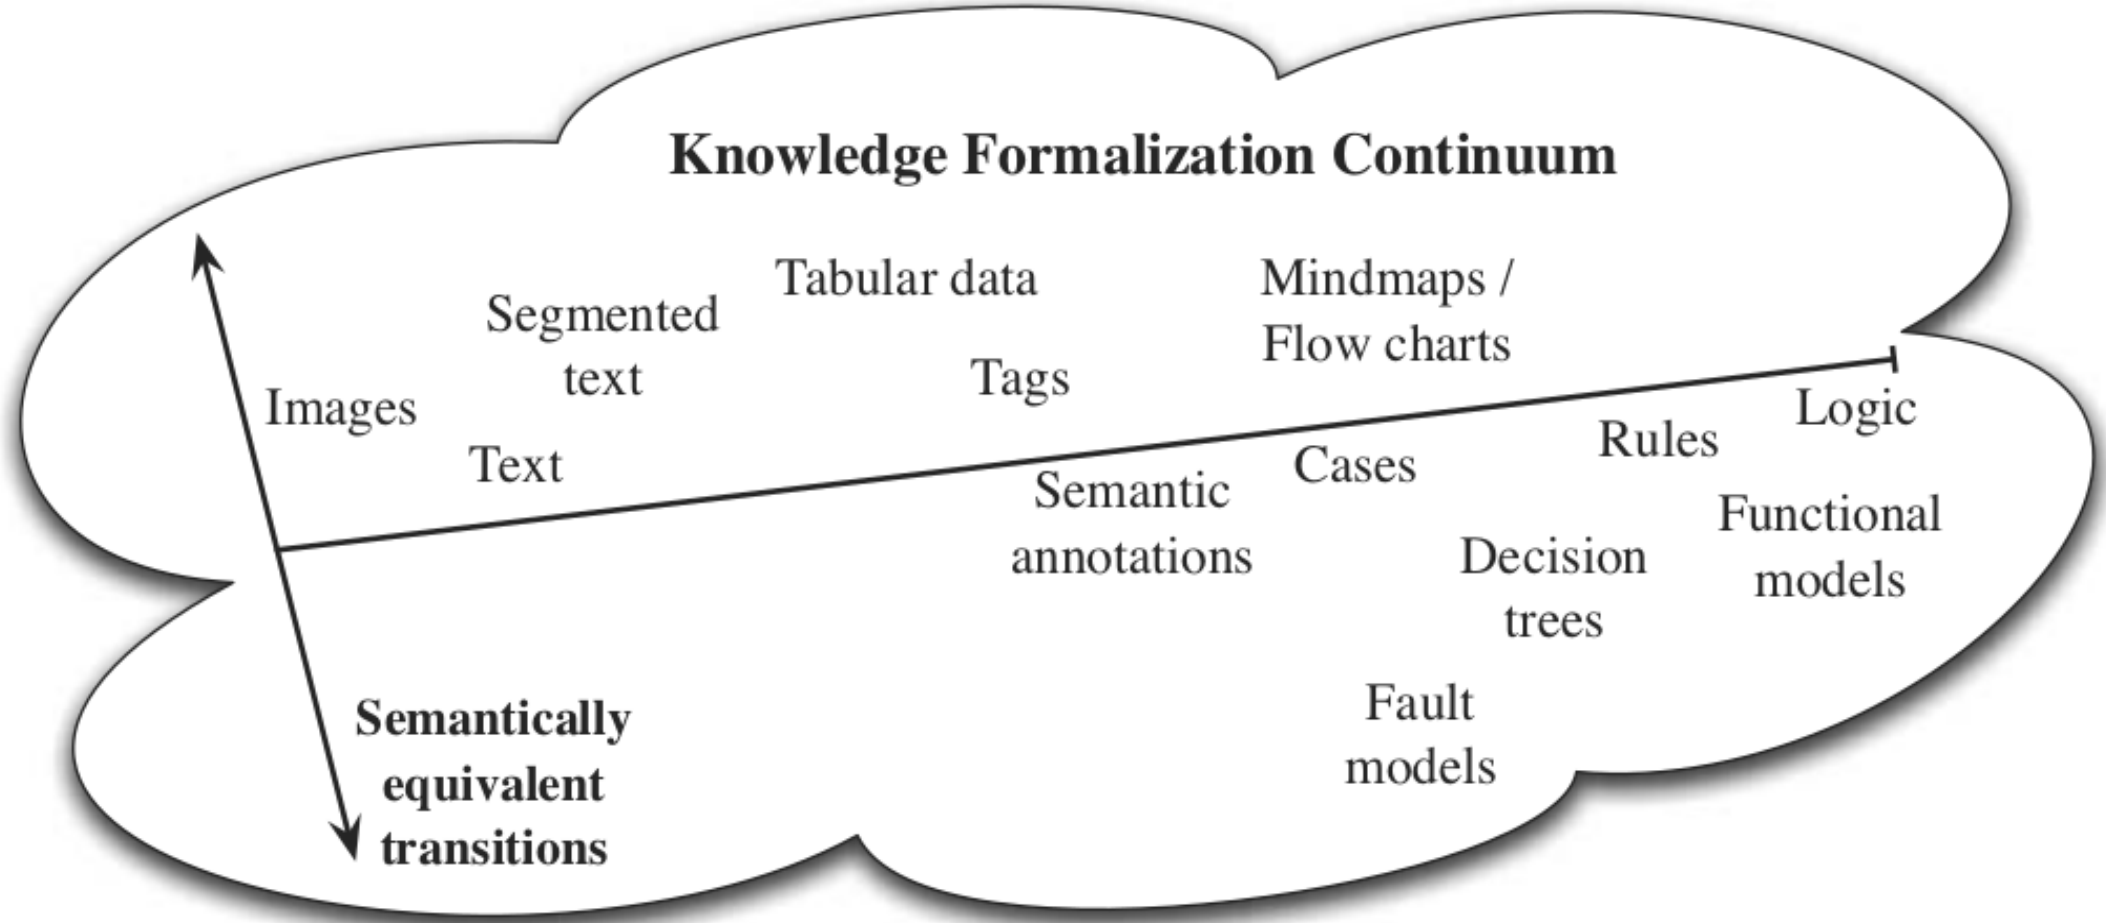 Knowledge Formalization Continuum
Tabular data
Mindmaps /
Flow charts
Segmented
text
Tags
Images
Text
Logic
Rules
Cases
Semantic
annotations
Functional
models
Decision
trees
Fault
models
Semantically
equivalent
transitions